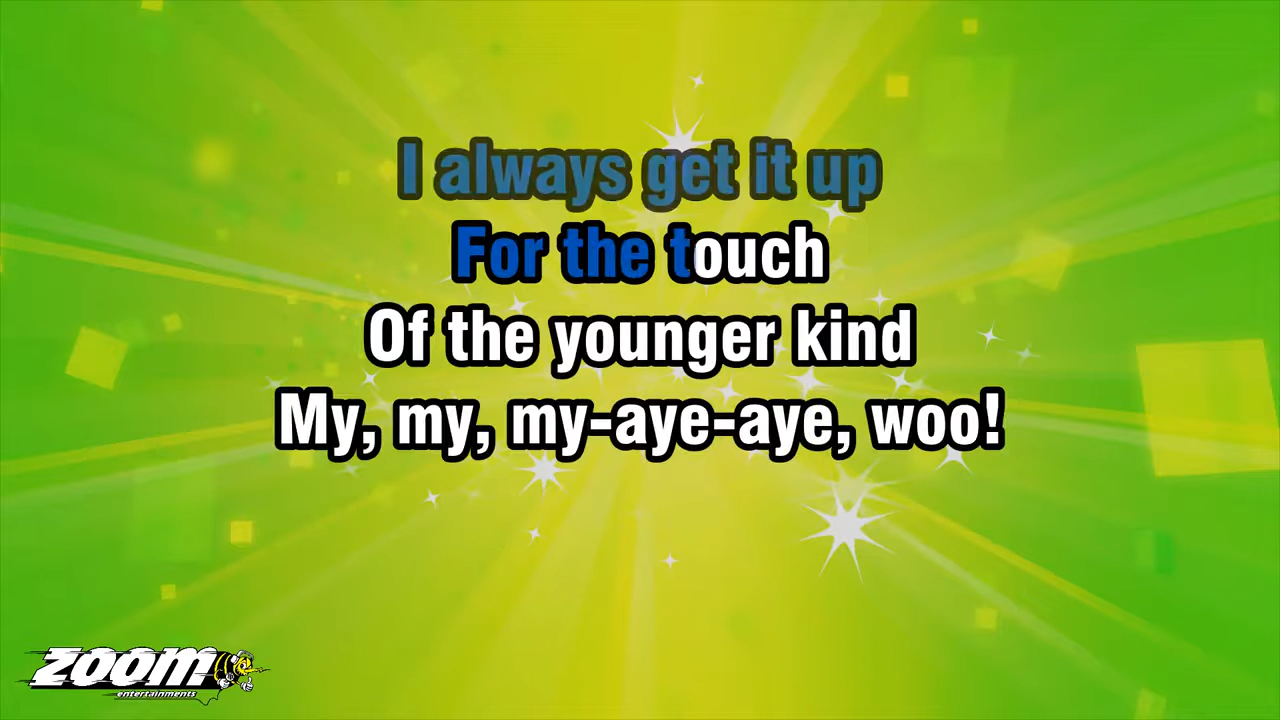 I always get it up
For the touch
Of the younger kind
My, my, my-aye-aye, woo!
ZOOM
entertainments